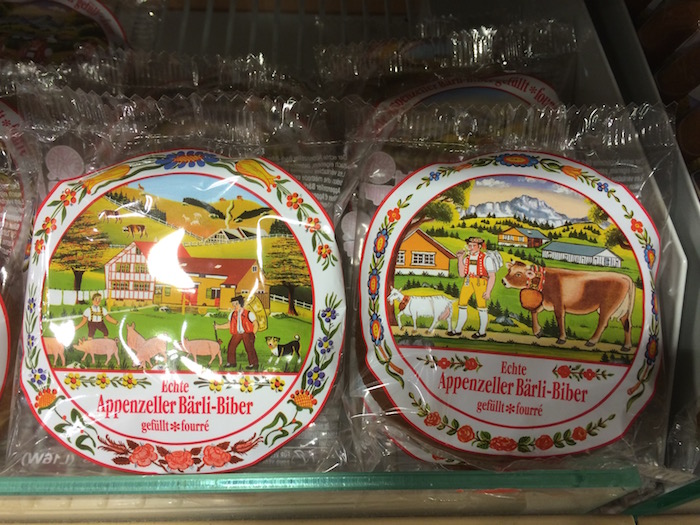 Echte
Appenzeller Bärli-Biber
gefüllt*fourré
Echte
Appenzeller Bärli-Biber
gefüllt*fourré